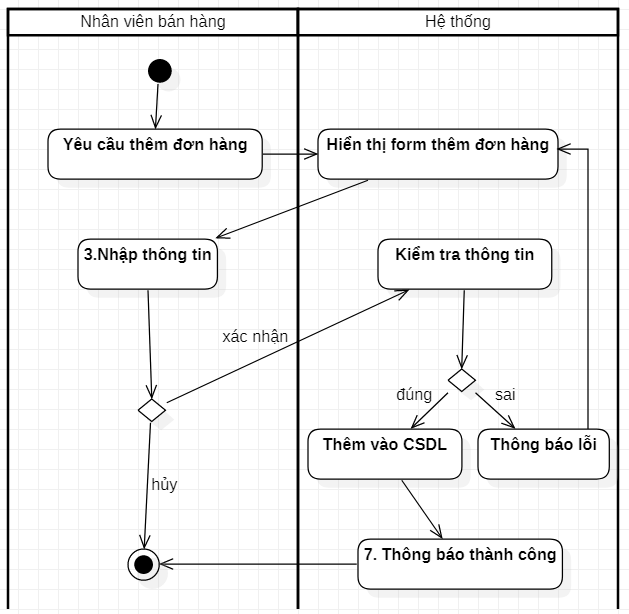 Nhân viên bán hàng
Hệ thống
Yêu cầu thêm đơn hàng
Hiển thị form thêm đơn hàng
3.Nhập thông tin
Kiểm tra thông tin
xác nhận
đúng
sai
Thêm vào CSDL
Thông báo lỗi
hủy
7. Thông báo thành công